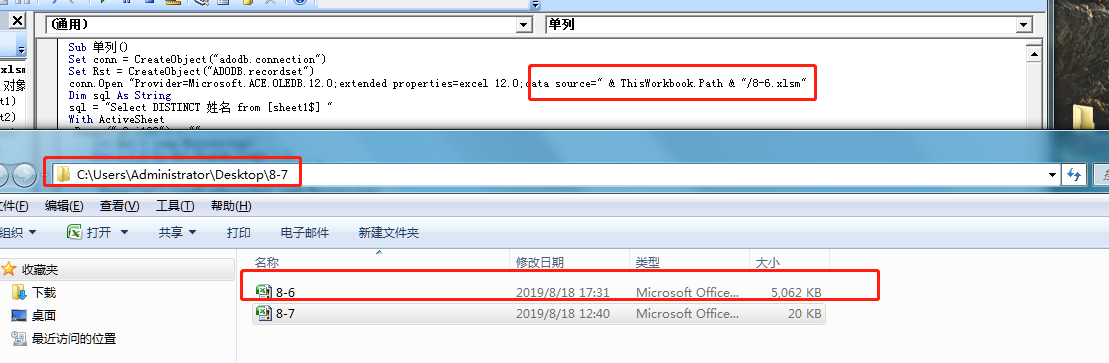 (通用)
单列
Sub 单列()
Set conn = CreateObject("adodb.connection")
Set Rst = CreateObject("ADODB.recordset")
conn.Open "Provider=Microsoft.ACE.OLEDB.12.0;extended properties=excel 12.0;data source=" & ThisWorkbook.Path & "/8-6.xlsm"
Dim sql As String
sql = "Select DISTINCT 姓名 from [sheet1$] "
With ActiveSheet
xlsm
对象
t1)
t2)
C:\Users\Administrator\Desktop\8-7
文件(F) 编辑(E) 查看(V) 工具(T) 帮助(H)
组织 打开 共享 打印 电子邮件 新建文件夹
收藏夹
下载
桌面
最近访问的位置
名称 修改日期 类型 大小
8-6 2019/8/18 17:31 Microsoft Office... 5,062 KB
8-7 2019/8/18 12:40 Microsoft Office... 20 KB